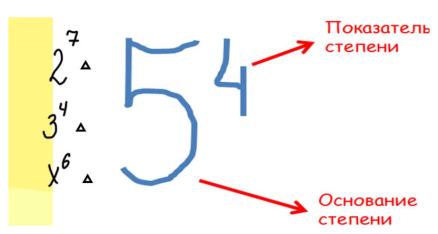 2⁷
3⁴
x⁶
5⁴
Показатель
степени
Основание
степени